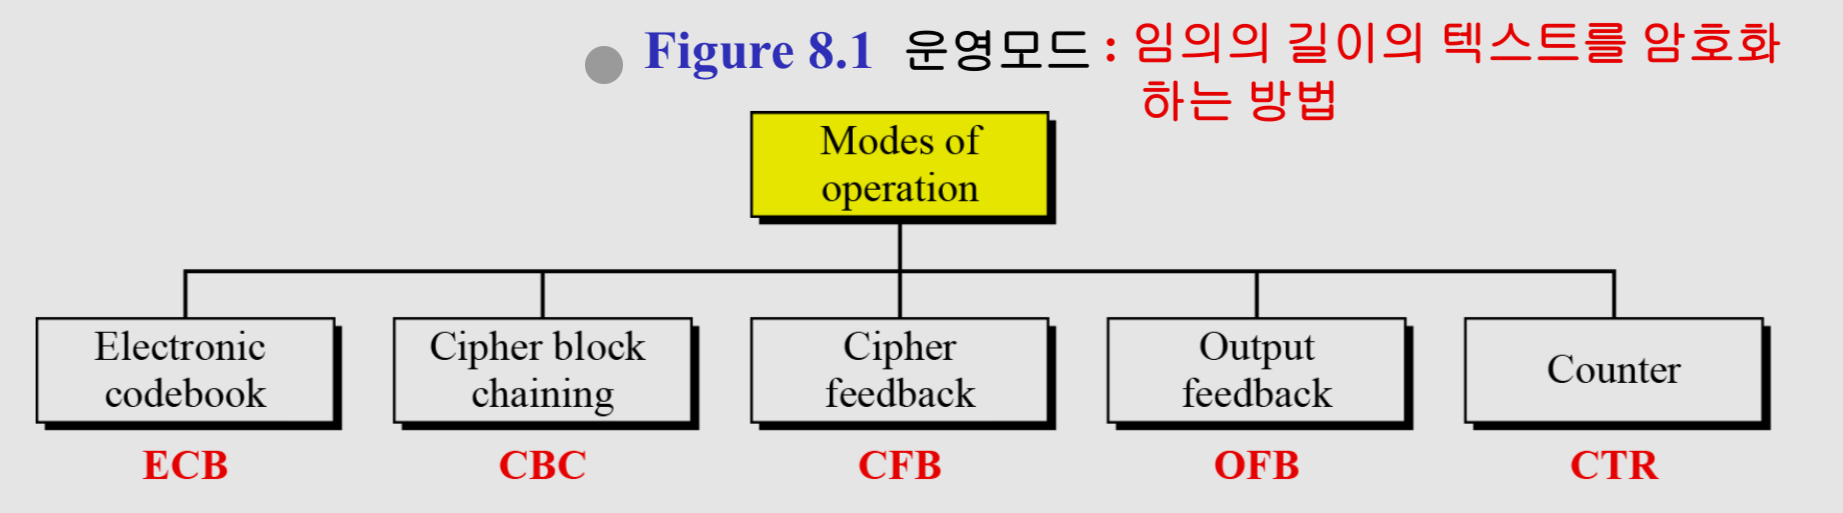 Figure 8.1 운영모드 : 임의의 길이의 텍스트를 암호화
하는 방법
Modes of
operation
Electronic
codebook
Cipher block
chaining
Cipher
feedback
Output
feedback
Counter
ECB
CBC
CFB
OFB
CTR